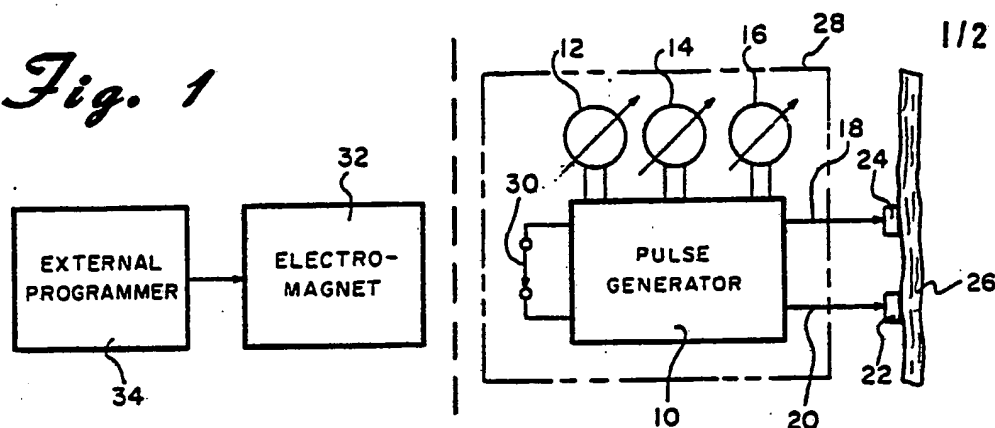 1/2
Fig. 1
12
14
16
28
18
24
32
30
EXTERNAL
PROGRAMMER
ELECTRO-
MAGNET
PULSE
GENERATOR
26
34
10
20
22